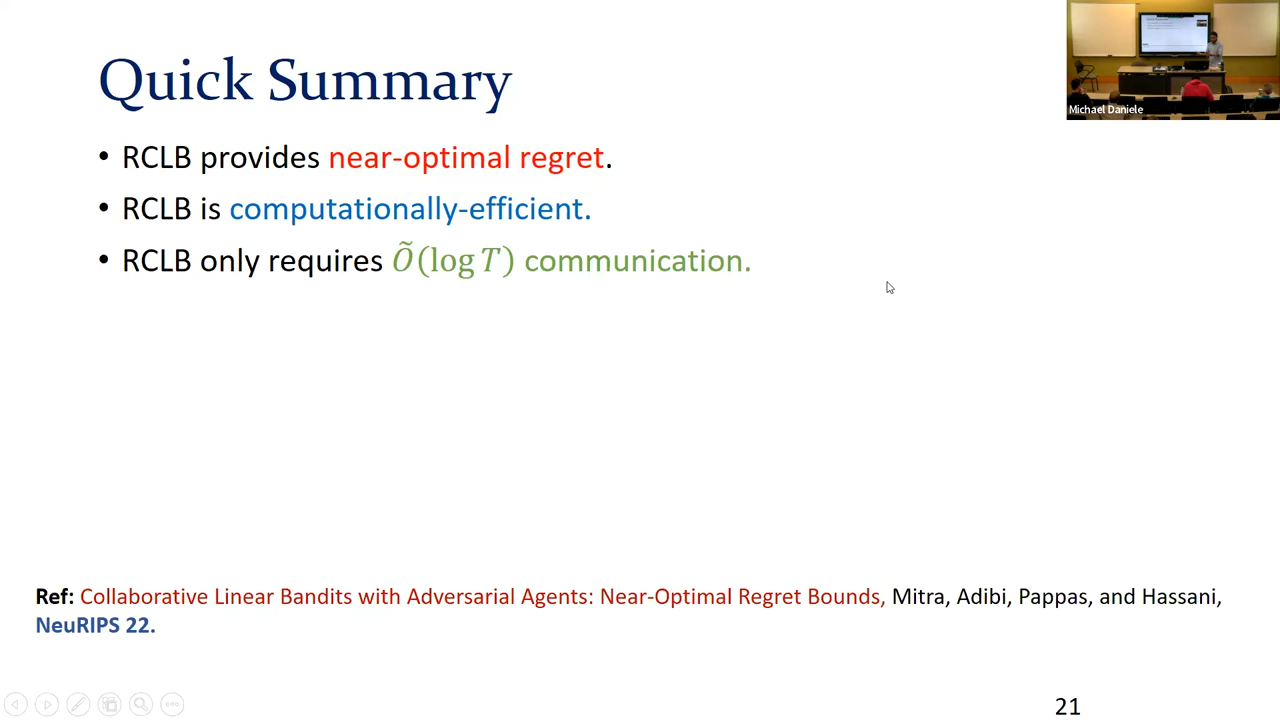 Quick Summary
Michael Daniele
• RCLB provides near-optimal regret.
• RCLB is computationally-efficient.
• RCLB only requires Õ(log T) communication.
Ref: Collaborative Linear Bandits with Adversarial Agents: Near-Optimal Regret Bounds, Mitra, Adibi, Pappas, and Hassani,
NeuRIPS 22.
21